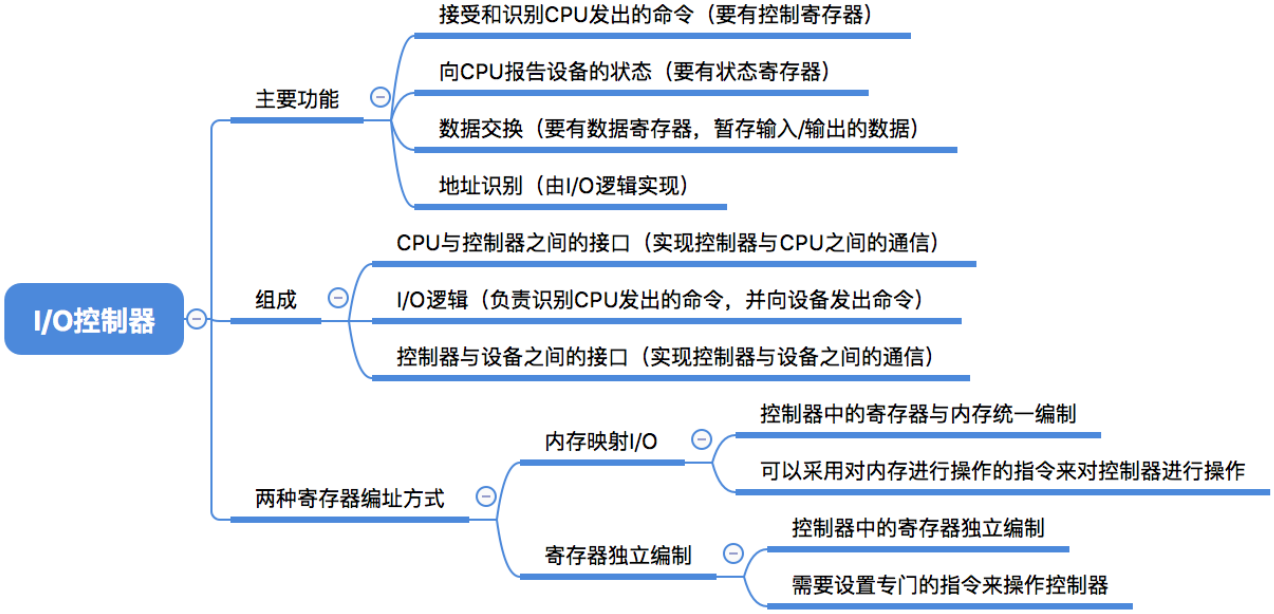 接受和识别CPU发出的命令（要有控制寄存器）
向CPU报告设备的状态（要有状态寄存器）
主要功能
数据交换（要有数据寄存器，暂存输入/输出的数据）
地址识别（由I/O逻辑实现）
CPU与控制器之间的接口（实现控制器与CPU之间的通信）
组成
I/O逻辑（负责识别CPU发出的命令，并向设备发出命令）
I/O控制器
控制器与设备之间的接口（实现控制器与设备之间的通信）
控制器中的寄存器与内存统一编制
内存映射I/O
可以采用对内存进行操作的指令来对控制器进行操作
两种寄存器编址方式
控制器中的寄存器独立编制
寄存器独立编制
需要设置专门的指令来操作控制器